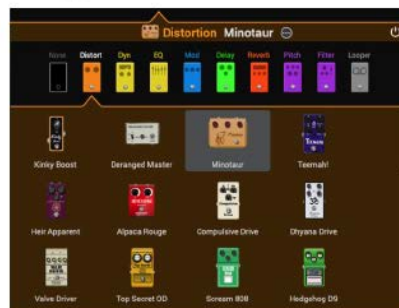 Distortion Minotaur
None Distort Dyn EQ Mod Delay Reverb Pitch Filter Looper
Kinky Boost Deranged Master Minotaur Teemah!
Heir Apparent Alpaca Rouge Compulsive Drive Dhyana Drive
Valve Driver Top Secret OD Scream 808 Hedgehog D9